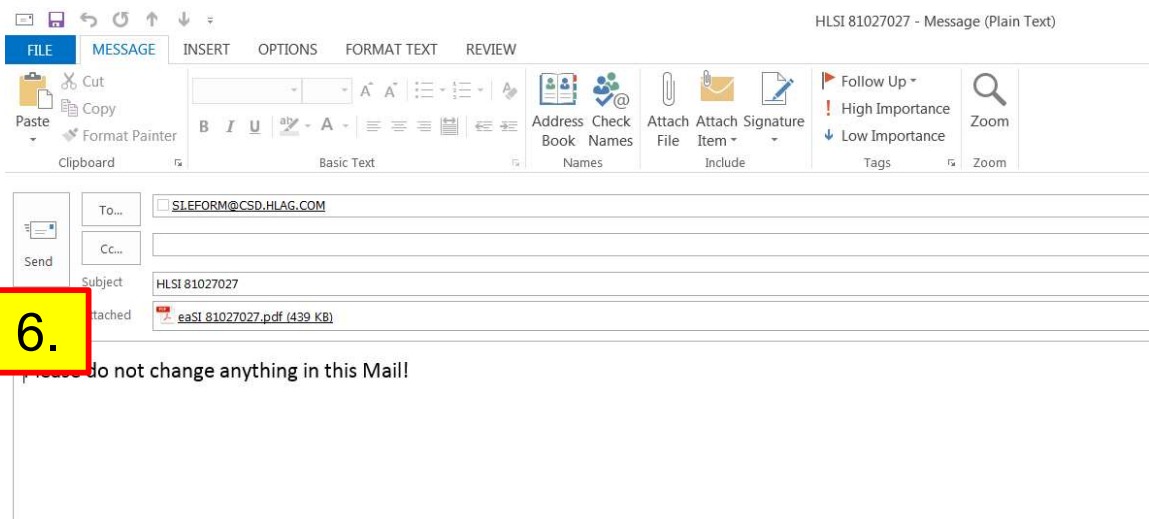 HLSI 81027027 - Message (Plain Text)
FILE MESSAGE INSERT OPTIONS FORMAT TEXT REVIEW
Paste
Cut
Copy
Format Painter
Clipboard
B I U A
Basic Text
Address Book
Check Names
Names
Attach File
Attach Item
Signature
Include
Follow Up
High Importance
Low Importance
Tags
Zoom
Zoom
Send
To...
SI.EFORM@CSD.HLAG.COM
Cc...
Subject
HLSI 81027027
eaSI 81027027.pdf (439 KB)
6.
do not change anything in this Mail!